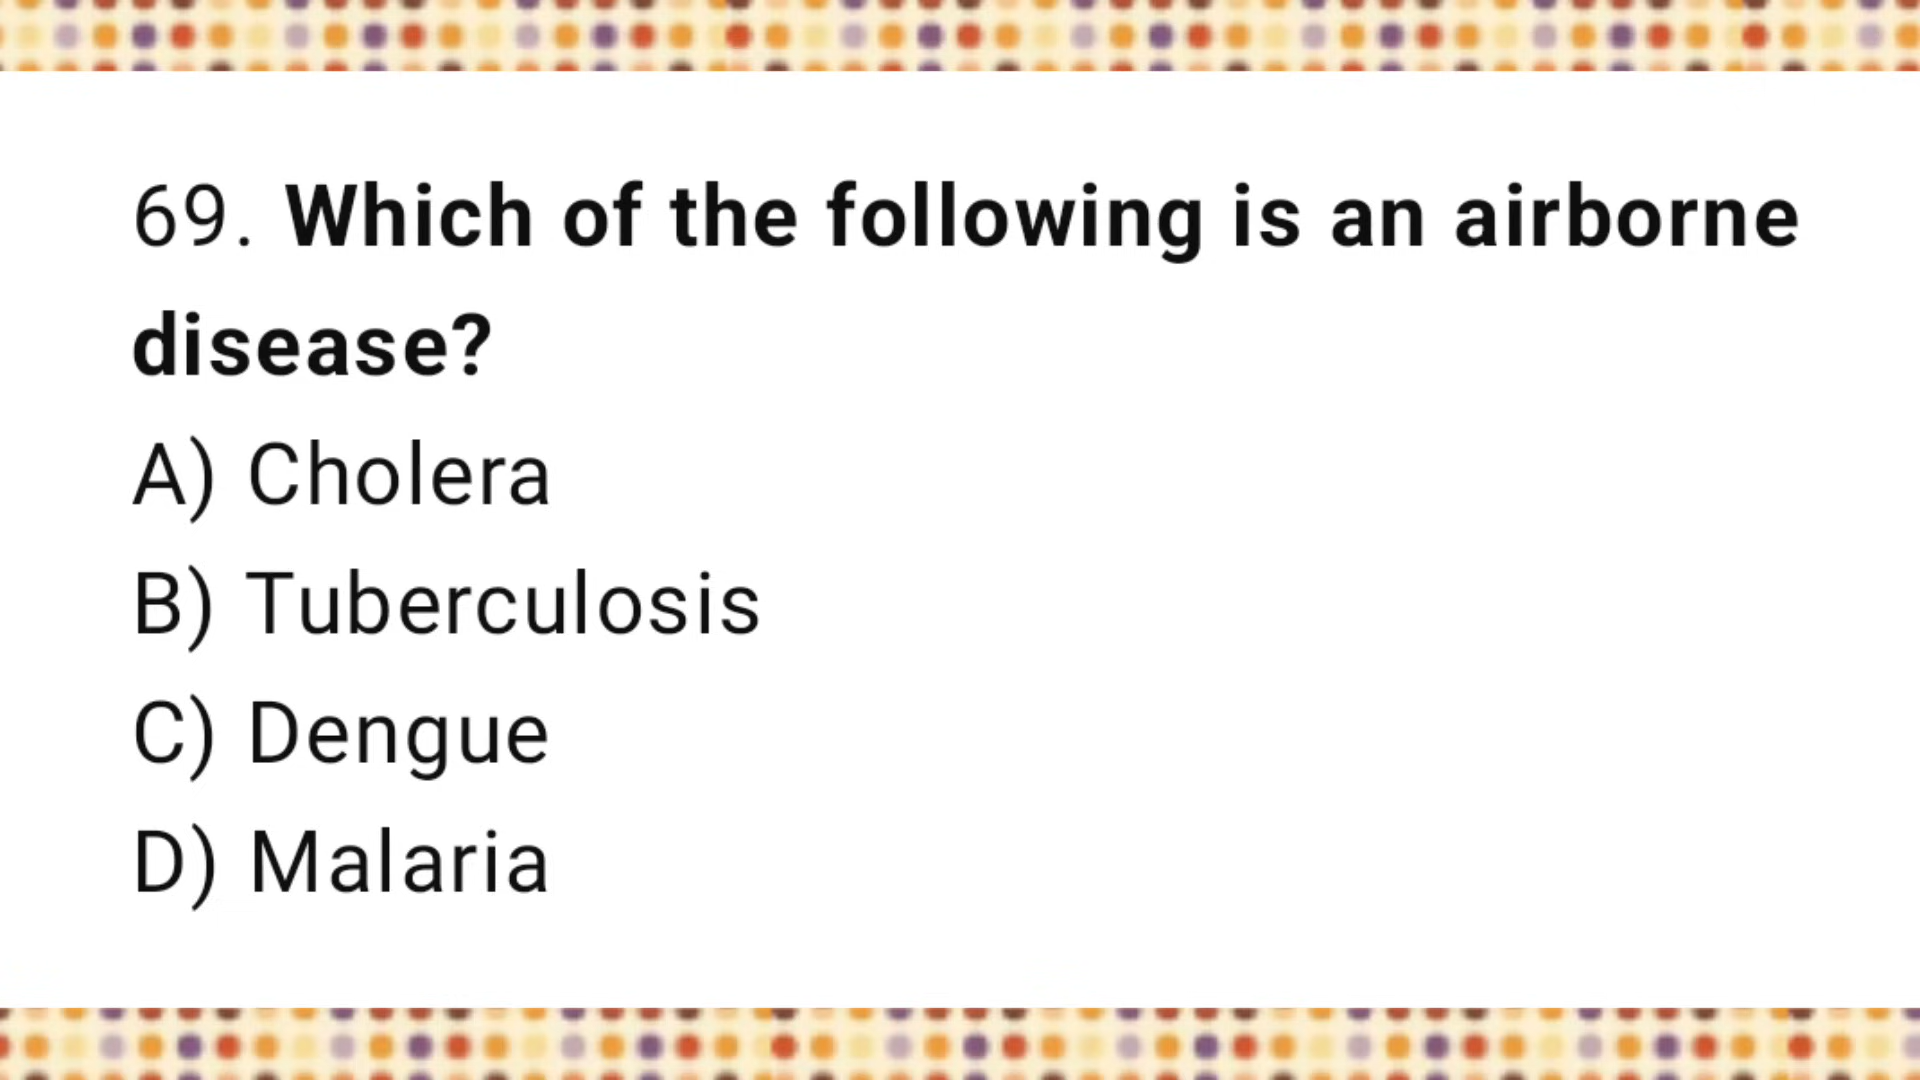 69. Which of the following is an airborne
disease?
A) Cholera
B) Tuberculosis
C) Dengue
D) Malaria